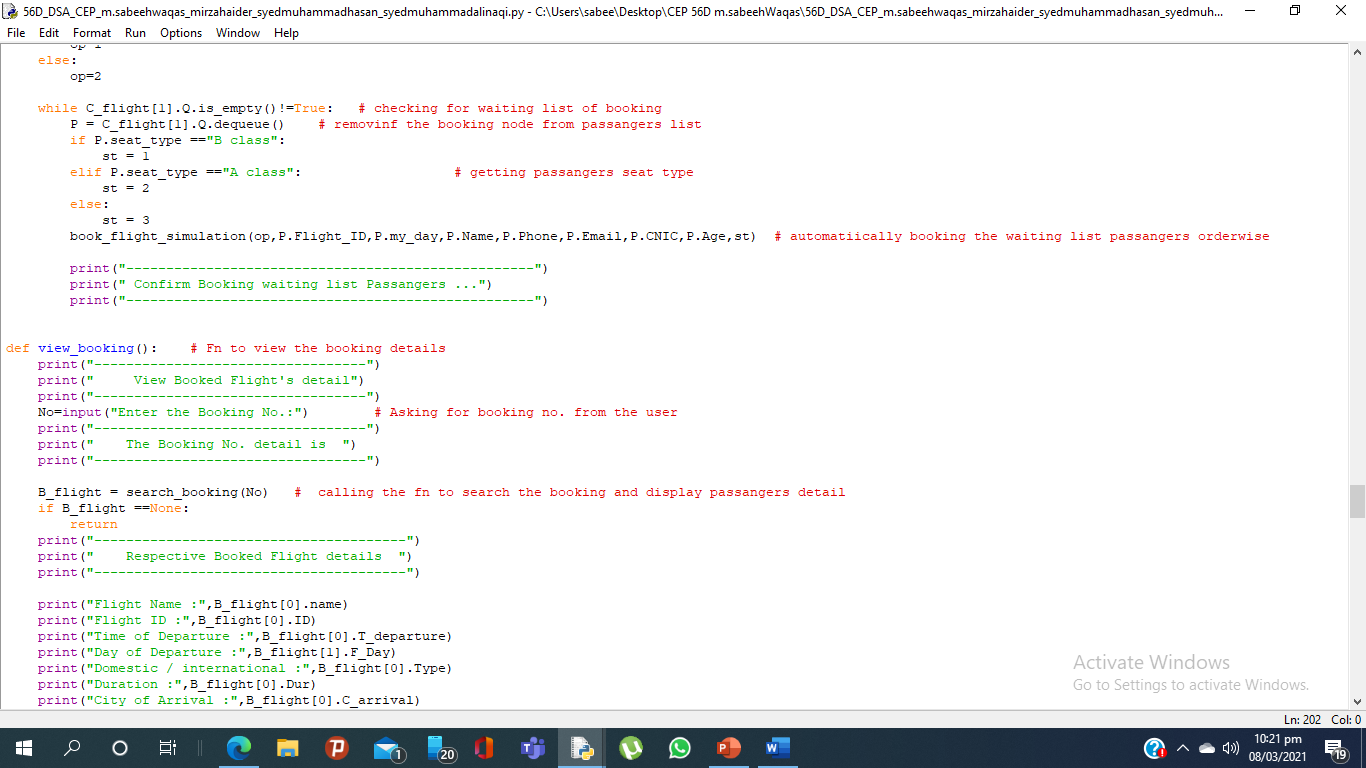 56D_DSA_CEP_m.sabeehwaqas_mirzahaider_syedmuhammadhasan_syedmuhammadalinaqi.py - C:\Users\sabee\Desktop\CEP 56D m.sabeehWaqas\56D_DSA_CEP_m.sabeehwaqas_mirzahaider_syedmuhammadhasan_syedmuh...
File Edit Format Run Options Window Help
    else:
        op=2

    while C_flight[1].Q.is_empty()!=True:   # checking for waiting list of booking
        P = C_flight[1].Q.dequeue()    # removinf the booking node from passangers list
        if P.seat_type =="B class":
            st = 1
        elif P.seat_type =="A class":                   # getting passangers seat type
            st = 2
        else:
            st = 3
        book_flight_simulation(op,P.Flight_ID,P.my_day,P.Name,P.Phone,P.Email,P.CNIC,P.Age,st)  # automatiically booking the waiting list passangers orderwise

        print("---------------------------------------------------")
        print(" Confirm Booking waiting list Passangers ...")
        print("---------------------------------------------------")

def view_booking():    # Fn to view the booking details
    print("----------------------------------")
    print("     View Booked Flight's detail")
    print("----------------------------------")
    No=input("Enter the Booking No.:")        # Asking for booking no. from the user
    print("----------------------------------")
    print("    The Booking No. detail is  ")
    print("----------------------------------")

    B_flight = search_booking(No)   #  calling the fn to search the booking and display passangers detail
    if B_flight ==None:
        return
    print("---------------------------------------")
    print("    Respective Booked Flight details  ")
    print("---------------------------------------")

    print("Flight Name :",B_flight[0].name)
    print("Flight ID :",B_flight[0].ID)
    print("Time of Departure :",B_flight[0].T_departure)
    print("Day of Departure :",B_flight[1].F_Day)
    print("Domestic / international :",B_flight[0].Type)
    print("Duration :",B_flight[0].Dur)
    print("City of Arrival :",B_flight[0].C_arrival)
Activate Windows
Go to Settings to activate Windows.
Ln: 202 Col: 0
1
20
10:21 pm
08/03/2021
19